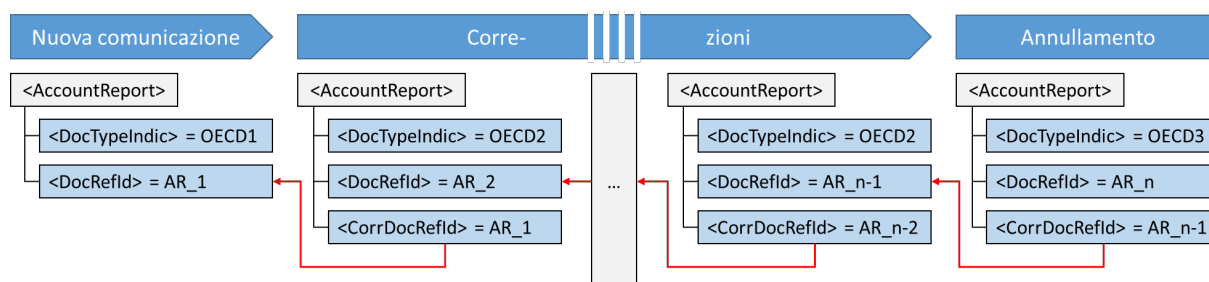 Nuova comunicazione
Corre-
zioni
Annullamento
<AccountReport>
<DocTypeIndic> = OECD1
<DocRefId> = AR_1
<AccountReport>
<DocTypeIndic> = OECD2
<DocRefId> = AR_2
<CorrDocRefId> = AR_1
...
<AccountReport>
<DocTypeIndic> = OECD2
<DocRefId> = AR_n-1
<CorrDocRefId> = AR_n-2
<AccountReport>
<DocTypeIndic> = OECD3
<DocRefId> = AR_n
<CorrDocRefId> = AR_n-1